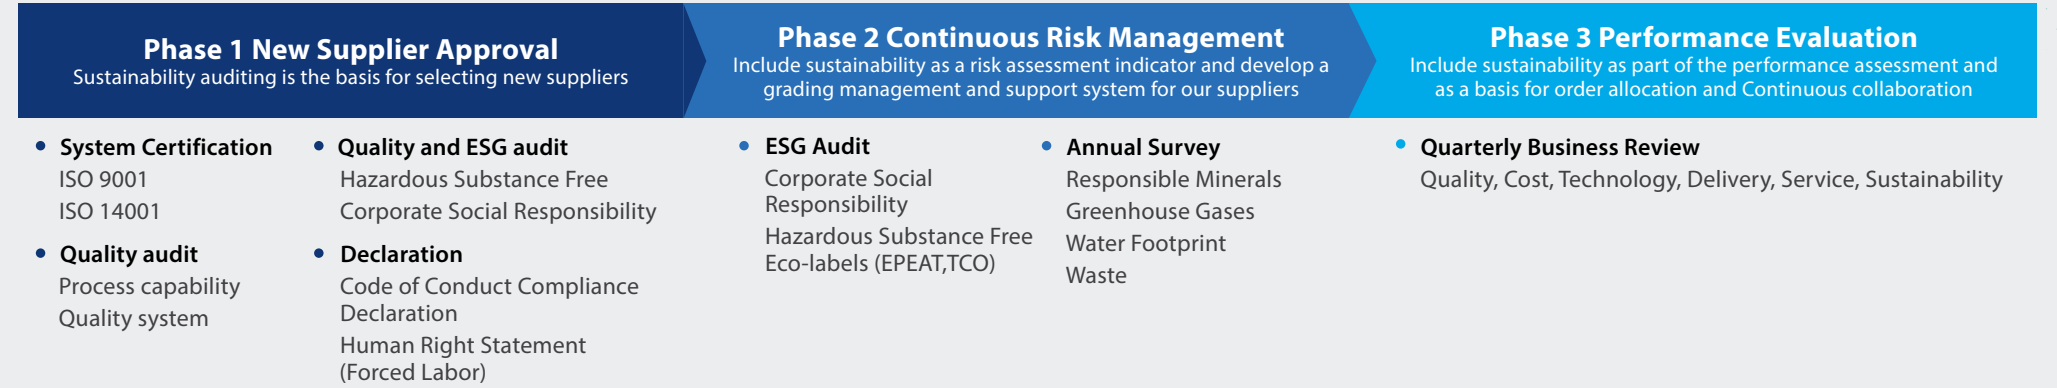 Phase 1 New Supplier Approval
Sustainability auditing is the basis for selecting new suppliers
Phase 2 Continuous Risk Management
Include sustainability as a risk assessment indicator and develop a
grading management and support system for our suppliers
Phase 3 Performance Evaluation
Include sustainability as part of the performance assessment and
as a basis for order allocation and Continuous collaboration
• System Certification
ISO 9001
ISO 14001
• Quality audit
Process capability
Quality system
• Quality and ESG audit
Hazardous Substance Free
Corporate Social Responsibility
• Declaration
Code of Conduct Compliance
Declaration
Human Right Statement
(Forced Labor)
• ESG Audit
Corporate Social
Responsibility
Hazardous Substance Free
Eco-labels (EPEAT,TCO)
• Annual Survey
Responsible Minerals
Greenhouse Gases
Water Footprint
Waste
• Quarterly Business Review
Quality, Cost, Technology, Delivery, Service, Sustainability